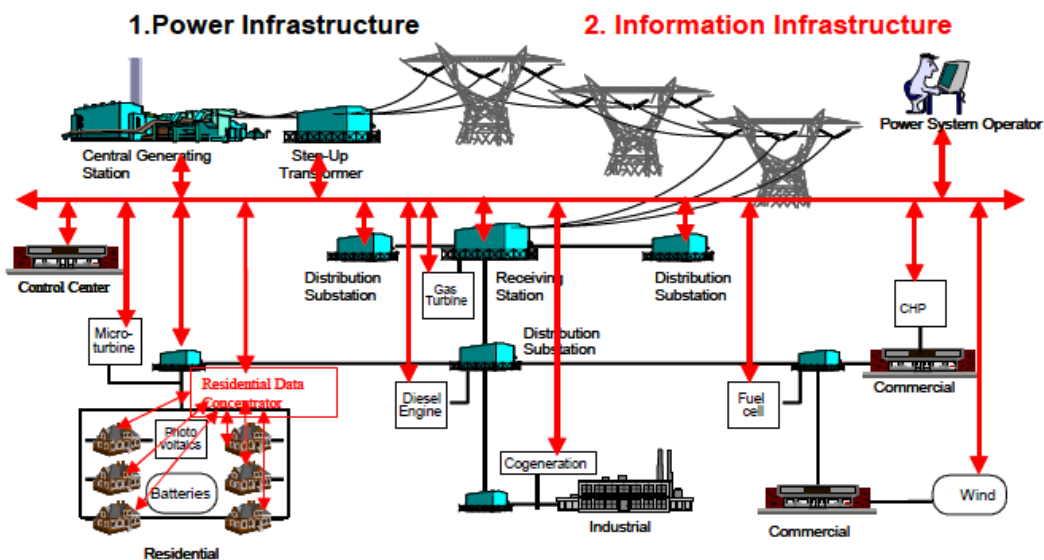 1.Power Infrastructure
2. Information Infrastructure
Central Generating
Station
Step-Up
Transformer
Power System Operator
Control Center
Distribution
Substation
Gas
Turbine
Receiving
Station
Distribution
Substation
CHP
Micro-
turbine
Distribution
Substation
Commercial
Residential Data
Concentrator
Diesel
Engine
Fuel
cell
Photo
voltaics
Batteries
Cogeneration
Industrial
Commercial
Wind
Residential